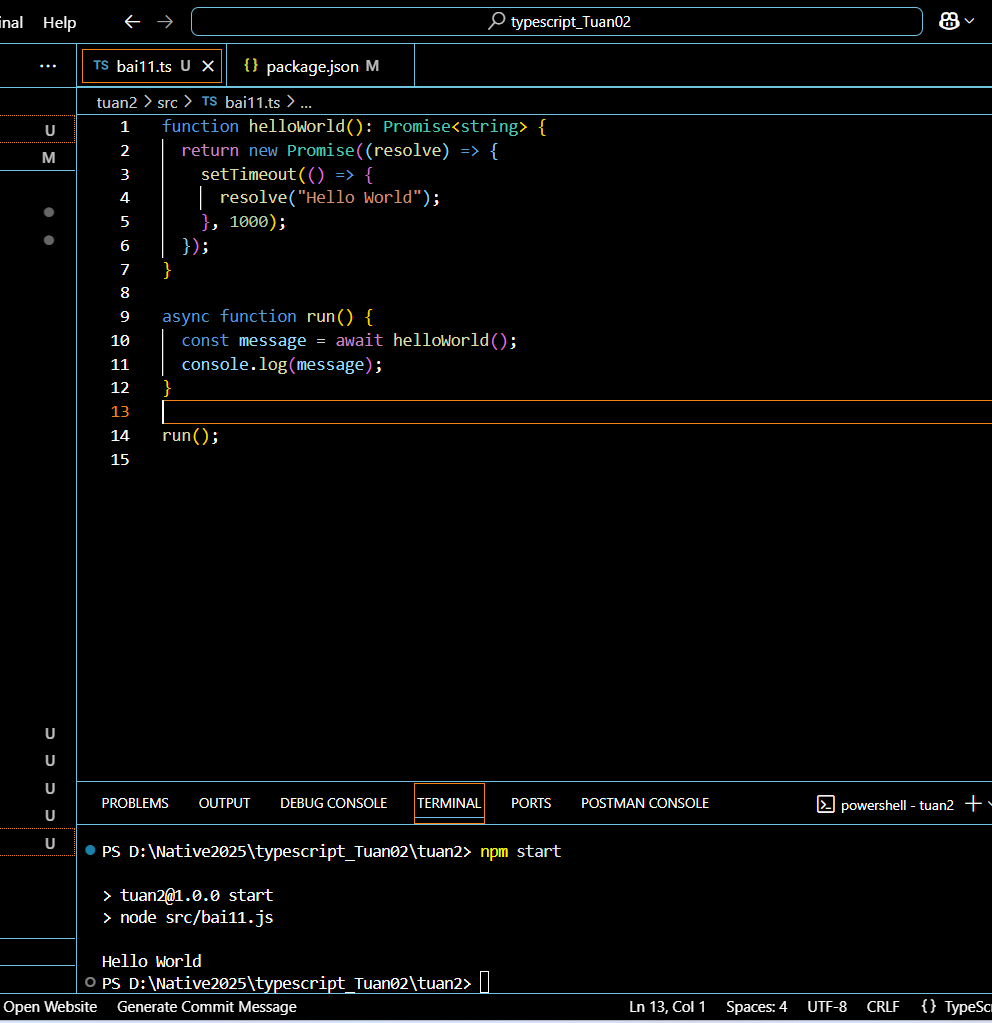 inal Help typescript_Tuan02
... TS bai11.ts U {} package.json M
tuan2 > src > TS bai11.ts > ...
U
M
1 function helloWorld(): Promise<string> {
2 return new Promise((resolve) => {
3 setTimeout(() => {
4 resolve("Hello World");
5 }, 1000);
6 });
7 }
8
9 async function run() {
10 const message = await helloWorld();
11 console.log(message);
12 }
13
14 run();
15
U
U
U
U
U
PROBLEMS OUTPUT DEBUG CONSOLE TERMINAL PORTS POSTMAN CONSOLE powershell - tuan2
PS D:\Native2025\typescript_Tuan02\tuan2> npm start
> tuan2@1.0.0 start
> node src/bai11.js
Hello World
PS D:\Native2025\typescript_Tuan02\tuan2>
Open Website Generate Commit Message Ln 13, Col 1 Spaces: 4 UTF-8 CRLF {} TypeSc